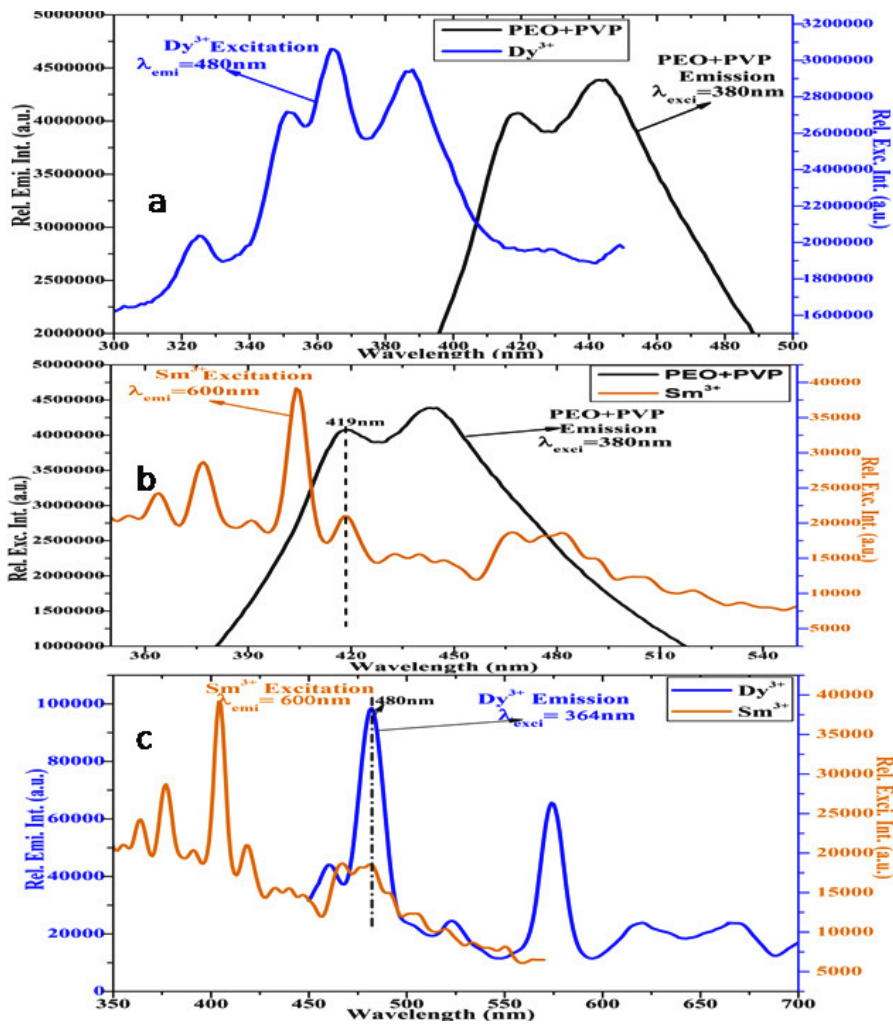 5000000
4500000
4000000
3500000
3000000
2500000
2000000
Rel. Emi. Int. (a.u.)
Dy³⁺ Excitation
λemi=480nm
PEO+PVP
Dy³⁺
PEO+PVP
Emission
λexci=380nm
a
3200000
3000000
2800000
2600000
2400000
2200000
2000000
1800000
1600000
Rel. Exc. Int. (a.u.)
300 320 340 360 380 400 420 440 460 480 500
Wavelength (nm)
5000000
4500000
4000000
3500000
3000000
2500000
2000000
1500000
1000000
Rel. Exc. Int. (a.u.)
Sm³⁺ Excitation
λemi=600nm
419nm
PEO+PVP
Sm³⁺
PEO+PVP
Emission
λexci=380nm
b
40000
35000
30000
25000
20000
15000
10000
5000
Rel. Exc. Int. (a.u.)
360 390 420 450 480 510 540
Wavelength (nm)
100000
80000
60000
40000
20000
0
Rel. Emi. Int. (a.u.)
Sm³⁺ Excitation
λemi= 600nm
480nm
Dy³⁺ Emission
λexci= 364nm
Dy³⁺
Sm³⁺
c
40000
35000
30000
25000
20000
15000
10000
5000
Rel. Exci. Int. (a.u.)
350 400 450 500 550 600 650 700
Wavelength (nm)